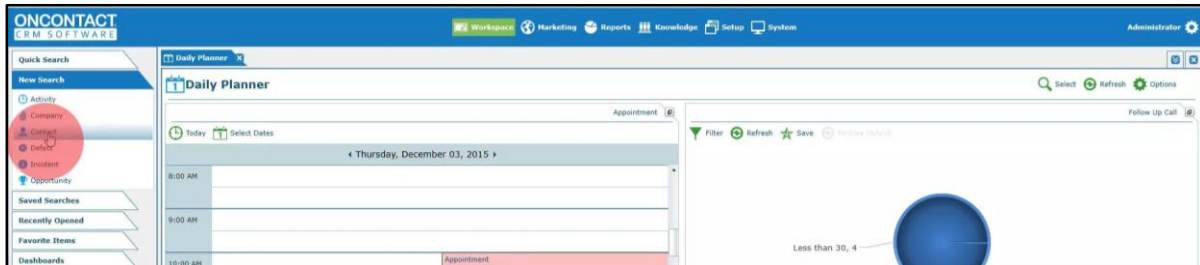 ONCONTACT
CRM SOFTWARE
Workspace Marketing Reports Knowledge Setup System
Administrator
Quick Search
New Search
Activity
Company
Contact
Defect
Incident
Opportunity
Saved Searches
Recently Opened
Favorite Items
Dashboards
Daily Planner
Daily Planner
Select Refresh Options
Appointment
Today Select Dates
Thursday, December 03, 2015
8:00 AM
9:00 AM
10:00 AM
Appointment
Follow Up Call
Filter Refresh Save Restore Default
Less than 30, 4